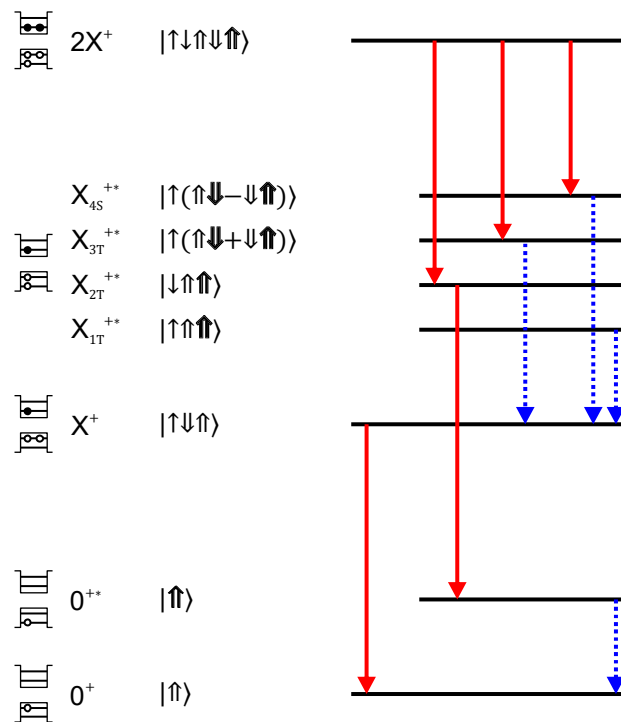 2X⁺ |↑↓⇑⇓⇑⟩
X₄S⁺* |↑(⇑⇓−⇓⇑)⟩
X₃T⁺* |↑(⇑⇓+⇓⇑)⟩
X₂T⁺* |↓⇑⇑⟩
X₁T⁺* |↑⇑⇑⟩
X⁺ |↑⇓⇑⟩
0⁺* |⇑⟩
0⁺ |⇑⟩